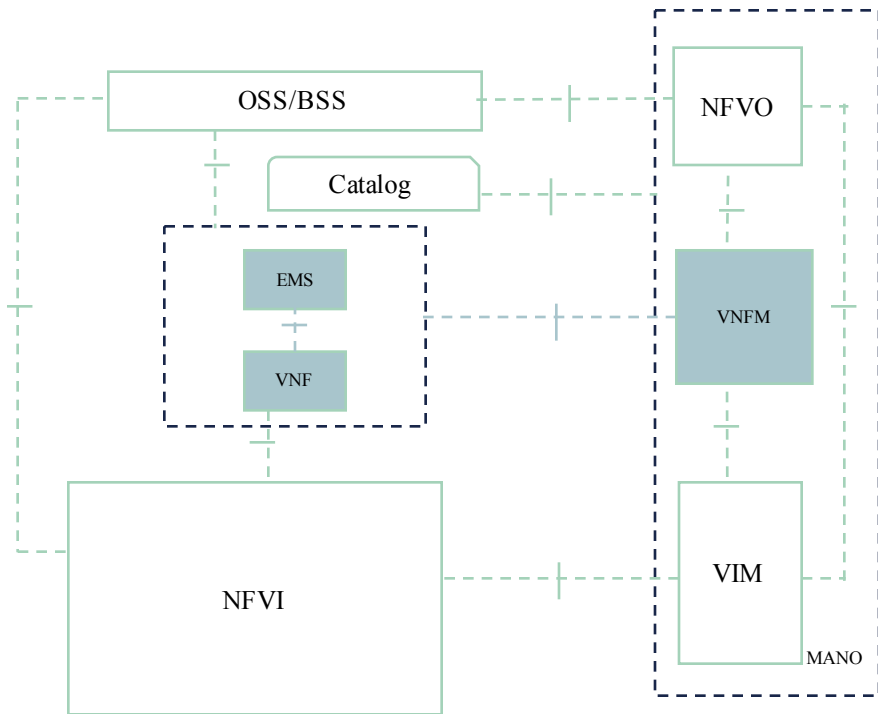 OSS/BSS
NFVO
Catalog
EMS
VNFM
VNF
VIM
NFVI
MANO